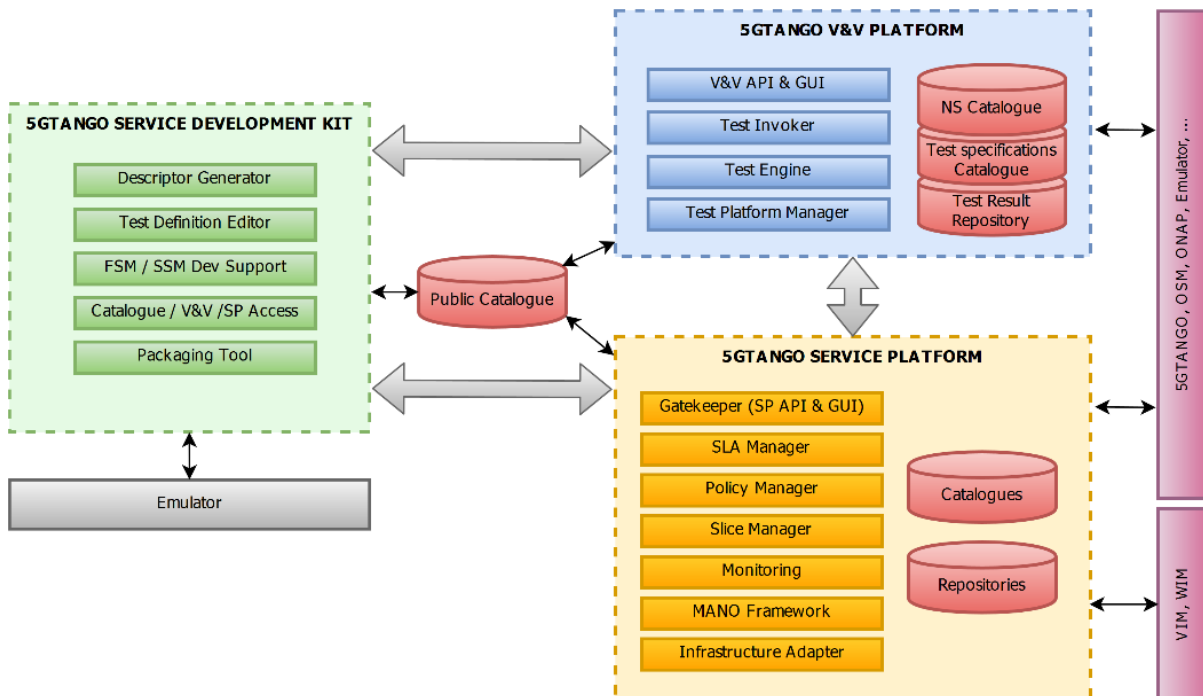 5GTANGO SERVICE DEVELOPMENT KIT
Descriptor Generator
Test Definition Editor
FSM / SSM Dev Support
Catalogue / V&V /SP Access
Packaging Tool
Emulator
Public Catalogue
5GTANGO V&V PLATFORM
V&V API & GUI
Test Invoker
Test Engine
Test Platform Manager
NS Catalogue
Test specifications
Catalogue
Test Result
Repository
5GTANGO SERVICE PLATFORM
Gatekeeper (SP API & GUI)
SLA Manager
Policy Manager
Slice Manager
Monitoring
MANO Framework
Infrastructure Adapter
Catalogues
Repositories
5GTANGO, OSM, ONAP, Emulator, ...
VIM, WIM